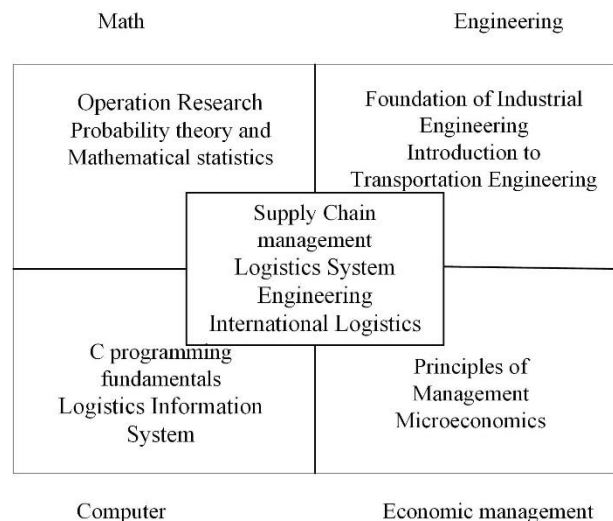 Math
Engineering
Operation Research
Probability theory and
Mathematical statistics
Foundation of Industrial
Engineering
Introduction to
Transportation Engineering
Supply Chain
management
Logistics System
Engineering
International Logistics
C programming
fundamentals
Logistics Information
System
Principles of
Management
Microeconomics
Computer
Economic management